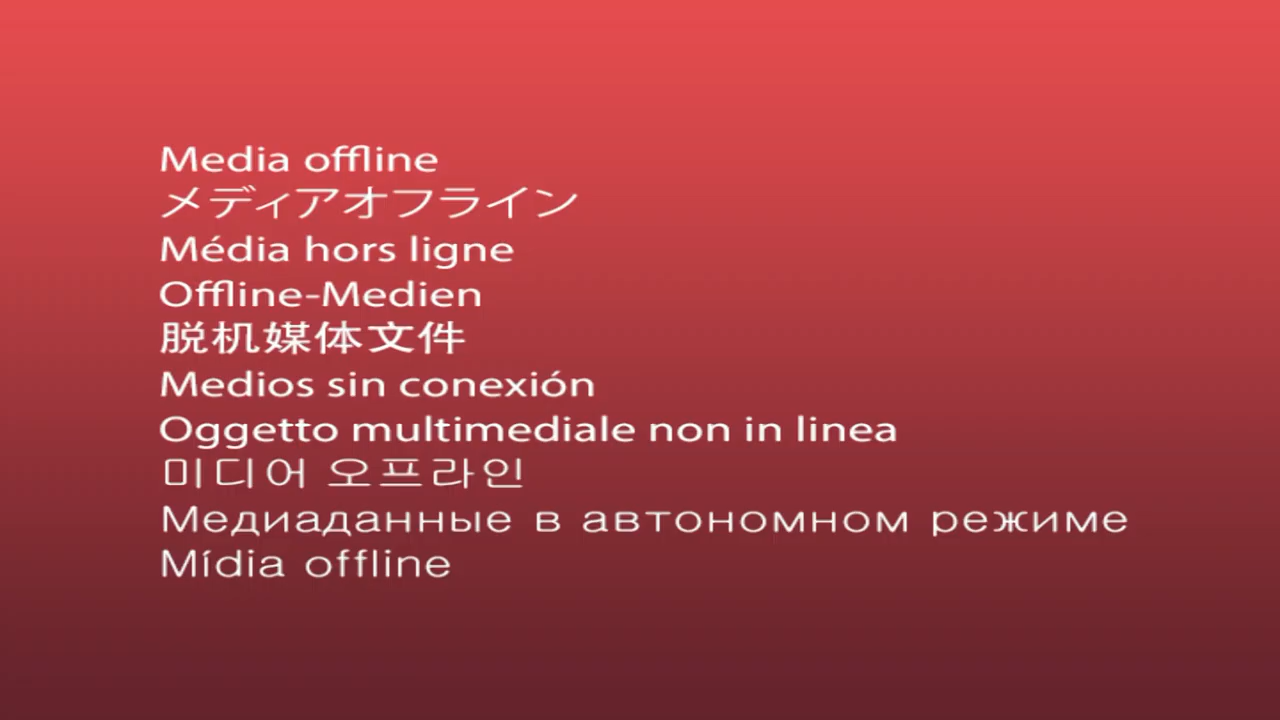 Media offline
メディアオフライン
Média hors ligne
Offline-Medien
脱机媒体文件
Medios sin conexión
Oggetto multimediale non in linea
미디어 오프라인
Медиаданные в автономном режиме
Mídia offline